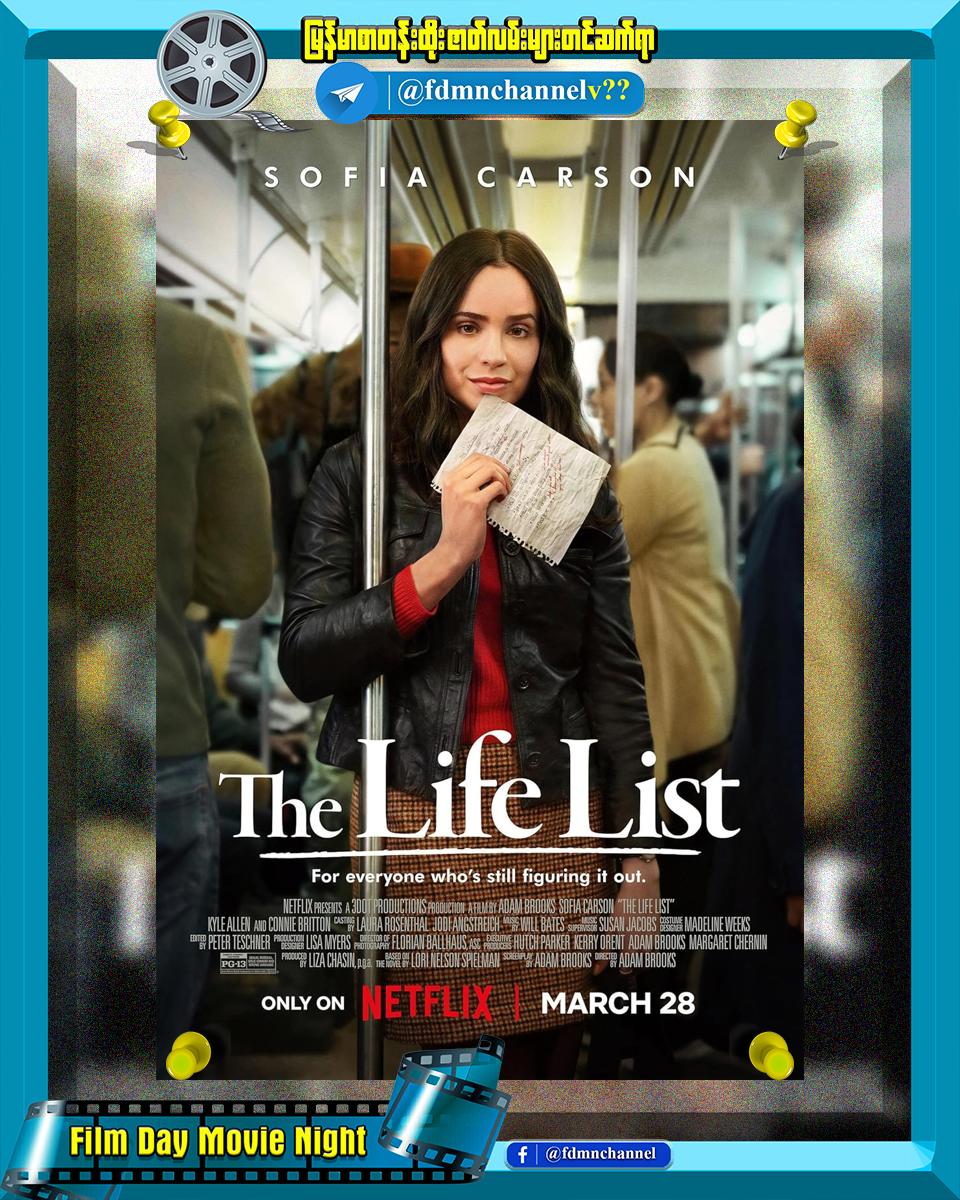 မြန်မာစာတန်းထိုးဇာတ်လမ်းများတင်ဆက်ရာ
@fdmnchannelv??
SOFIA CARSON
The Life List
For everyone who's still figuring it out.
NETFLIX PRESENTS A 3DOT PRODUCTIONS PRODUCTION A FILM BY ADAM BROOKS SOFIA CARSON "THE LIFE LIST"
KYLE ALLEN AND CONNIE BRITTON CASTING BY LAURA ROSENTHAL JODI ANGSTREICH MUSIC BY WILL BATES MUSIC SUPERVISOR SUSAN JACOBS COSTUME DESIGNER MADELINE WEEKS
EDITED BY PETER TESCHNER PRODUCTION DESIGNER LISA MYERS DIRECTOR OF PHOTOGRAPHY FLORIAN BALLHAUS, ASC EXECUTIVE PRODUCERS DUTCH PARKER KERRY ORENT ADAM BROOKS MARGARET CHERNIN
PG-13 PRODUCED BY LIZA CHASIN, p.g.a. BASED ON THE NOVEL BY LORI NELSON SPIELMAN SCREENPLAY BY ADAM BROOKS DIRECTED BY ADAM BROOKS
ONLY ON NETFLIX | MARCH 28
Film Day Movie Night
@fdmnchannel